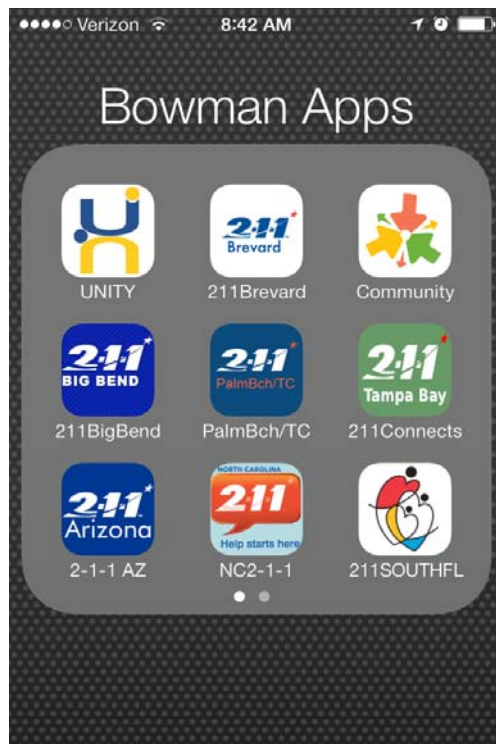 Verizon 8:42 AM
Bowman Apps
2-1-1
Brevard
UNITY 211Brevard Community
2-1-1 2-1-1 2-1-1
BIG BEND PalmBch/TC Tampa Bay
211BigBend PalmBch/TC 211Connects
NORTH CAROLINA
2-1-1 211
Arizona Help starts here
2-1-1 AZ NC2-1-1 211SOUTHFL